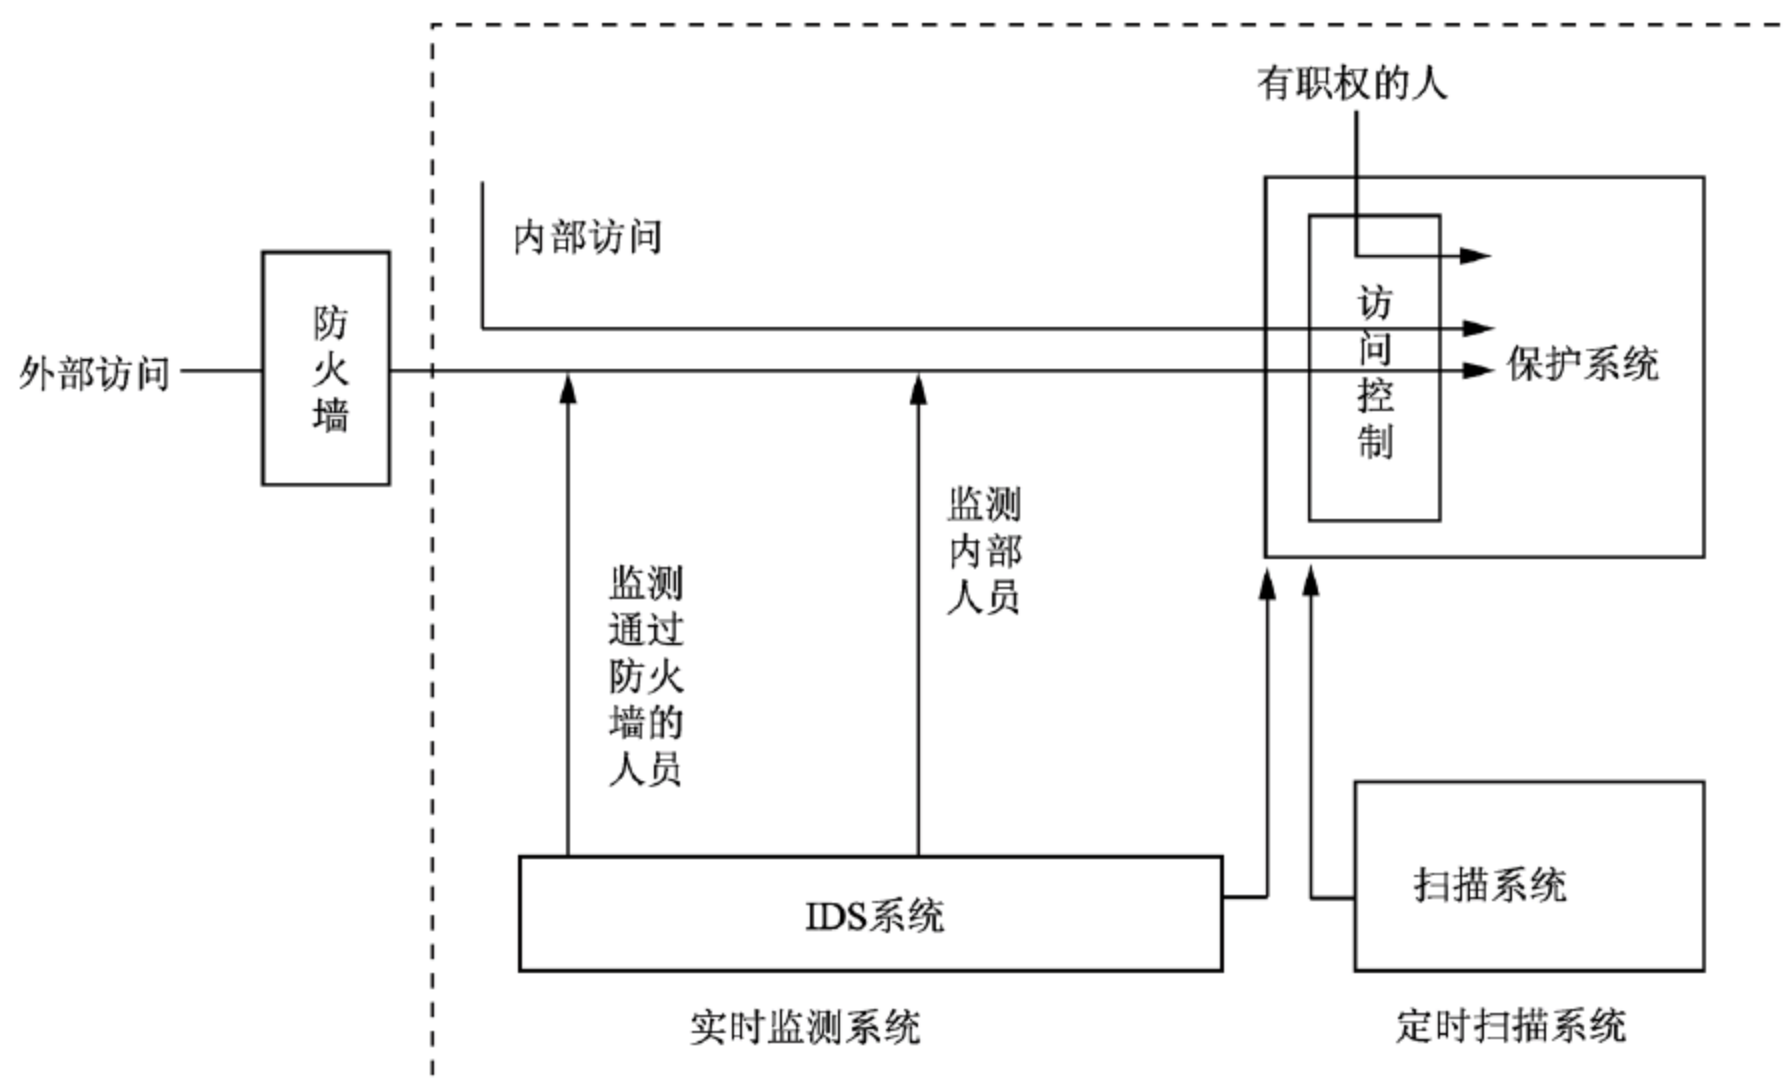 有职权的人
内部访问
外部访问
防
火
墙
访
问
控
制
保护系统
监测
通过
防火
墙的
人员
监测
内部
人员
IDS系统
扫描系统
实时监测系统
定时扫描系统